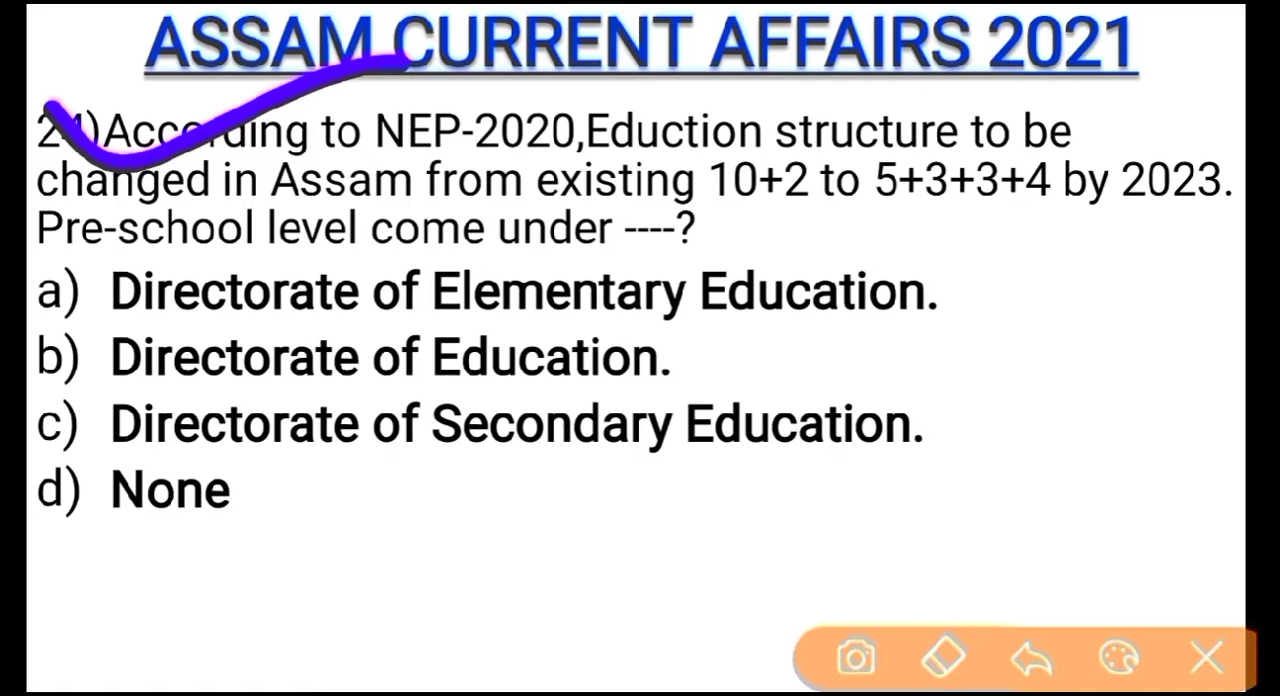 ASSAM CURRENT AFFAIRS 2021
24)According to NEP-2020,Eduction structure to be
changed in Assam from existing 10+2 to 5+3+3+4 by 2023.
Pre-school level come under ----?
a) Directorate of Elementary Education.
b) Directorate of Education.
c) Directorate of Secondary Education.
d) None